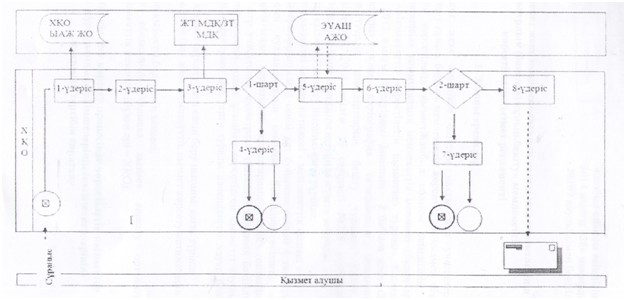 ХКО
ЫАЖ ЖО
ЖТ МДК/ЗТ
МДК
ЭҮАШ
АЖО
1-үдеріс
2-үдеріс
3-үдеріс
1-шарт
5-үдеріс
6-үдеріс
2-шарт
8-үдеріс
Х
Қ
О
4-үдеріс
7-үдеріс
Сұраныс
Қызмет алушы